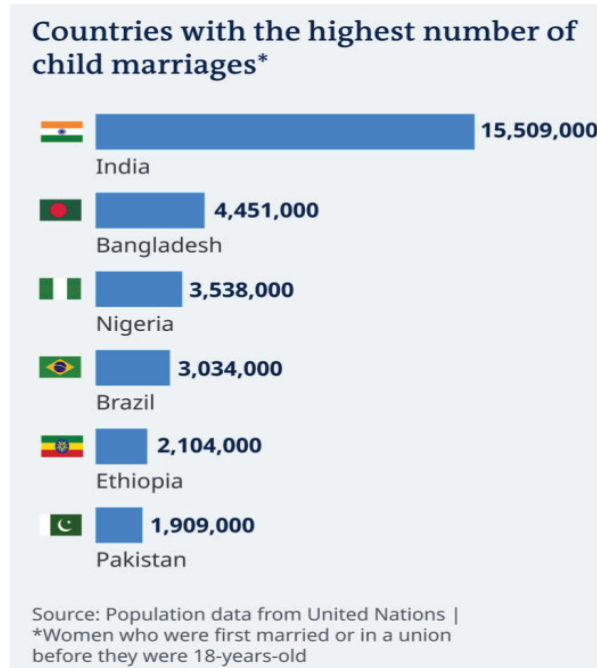 Countries with the highest number of
child marriages*
15,509,000
India
4,451,000
Bangladesh
3,538,000
Nigeria
3,034,000
Brazil
2,104,000
Ethiopia
1,909,000
Pakistan
Source: Population data from United Nations |
*Women who were first married or in a union
before they were 18-years-old